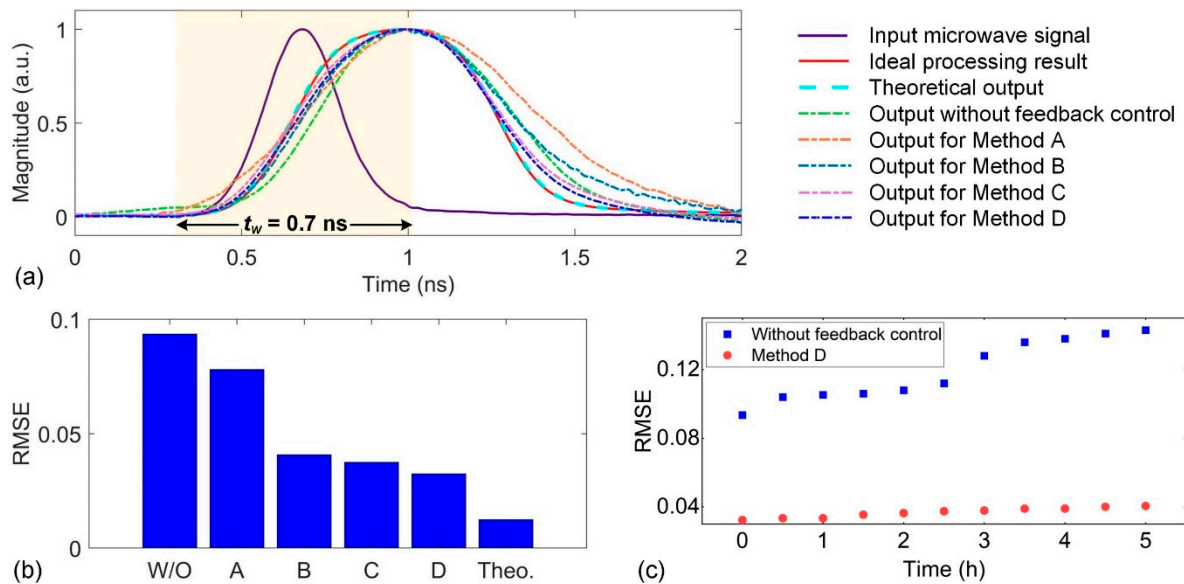 Magnitude (a.u.)
1
0.5
0
t_w = 0.7 ns
0
0.5
1
1.5
2
(a)
Time (ns)
Input microwave signal
Ideal processing result
Theoretical output
Output without feedback control
Output for Method A
Output for Method B
Output for Method C
Output for Method D
RMSE
0.1
0.05
0
(b)
W/O A B C D Theo.
RMSE
Without feedback control
Method D
0.12
0.08
0.04
0 1 2 3 4 5
(c)
Time (h)